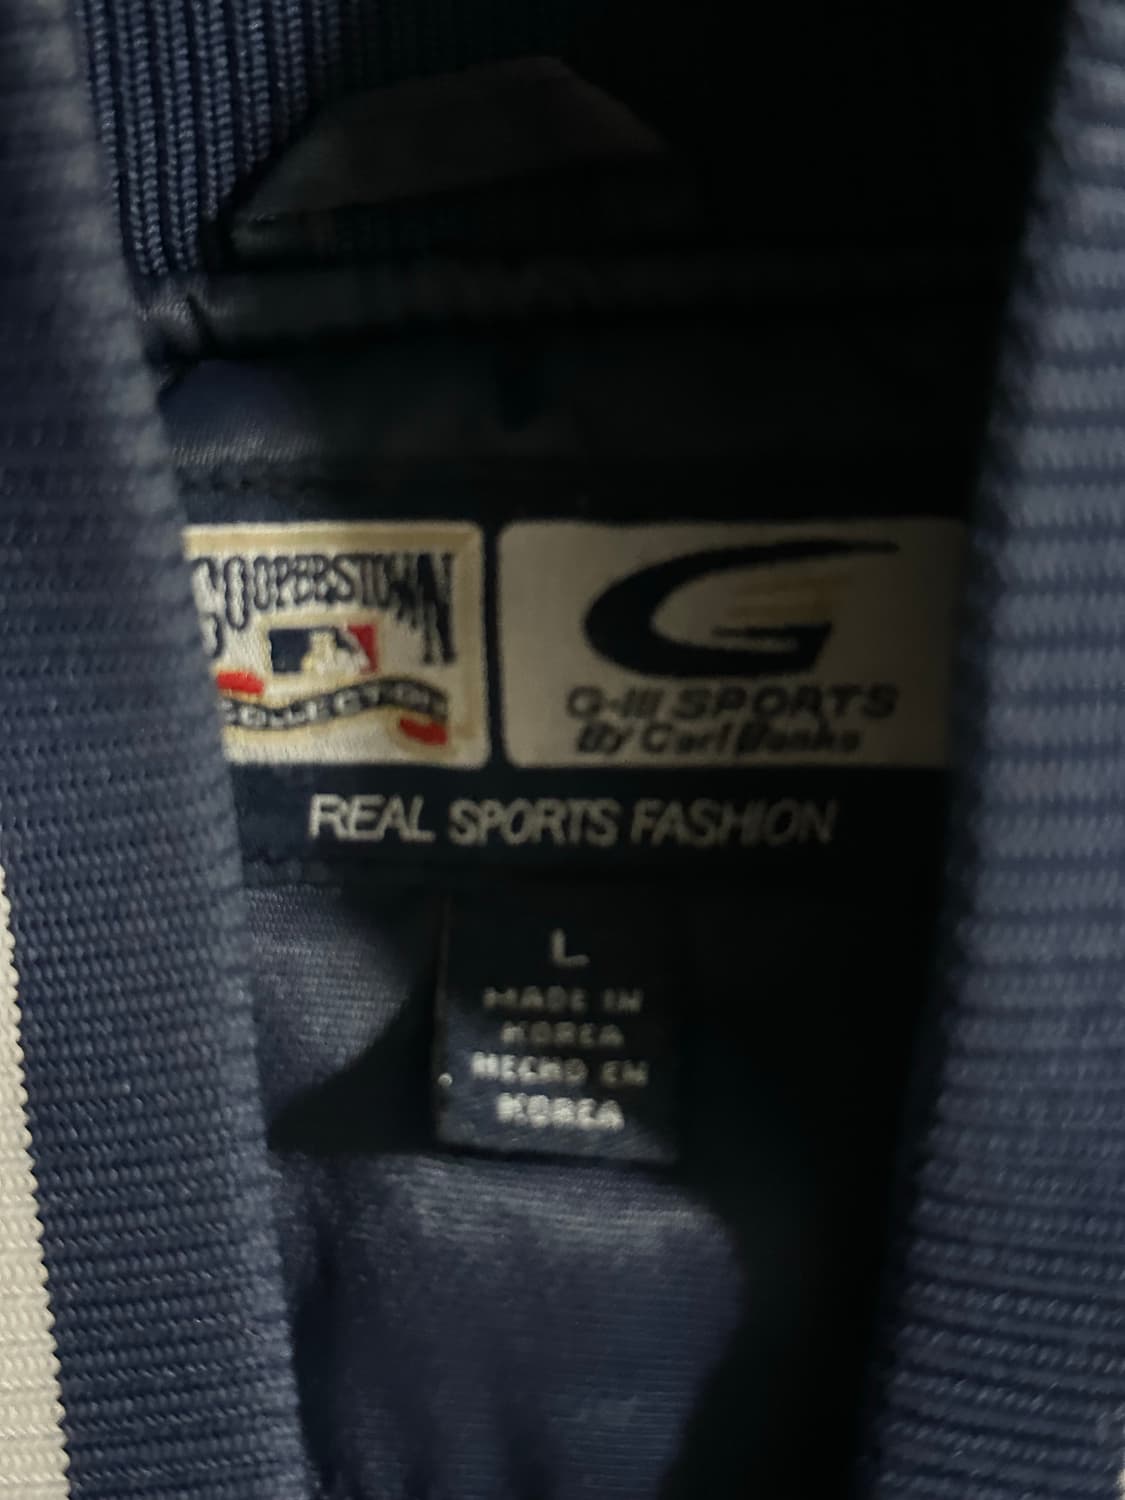 COOPERSTOWN
COLLECTION
G
G-III SPORTS
By Carl Banks
REAL SPORTS FASHION
L
MADE IN
KOREA
HECHO EN
KOREA